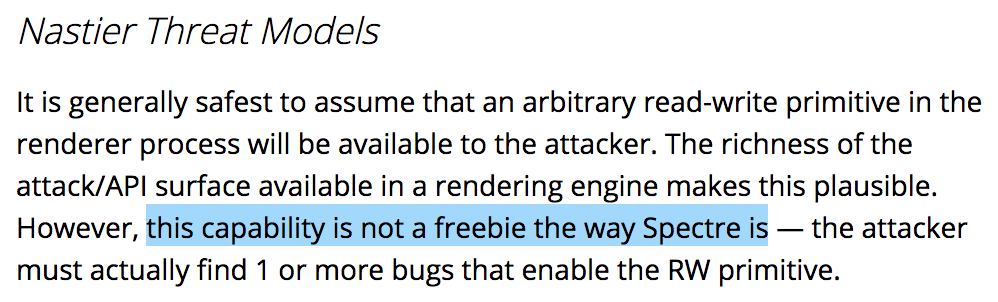 Nastier Threat Models
It is generally safest to assume that an arbitrary read-write primitive in the
renderer process will be available to the attacker. The richness of the
attack/API surface available in a rendering engine makes this plausible.
However, this capability is not a freebie the way Spectre is — the attacker
must actually find 1 or more bugs that enable the RW primitive.